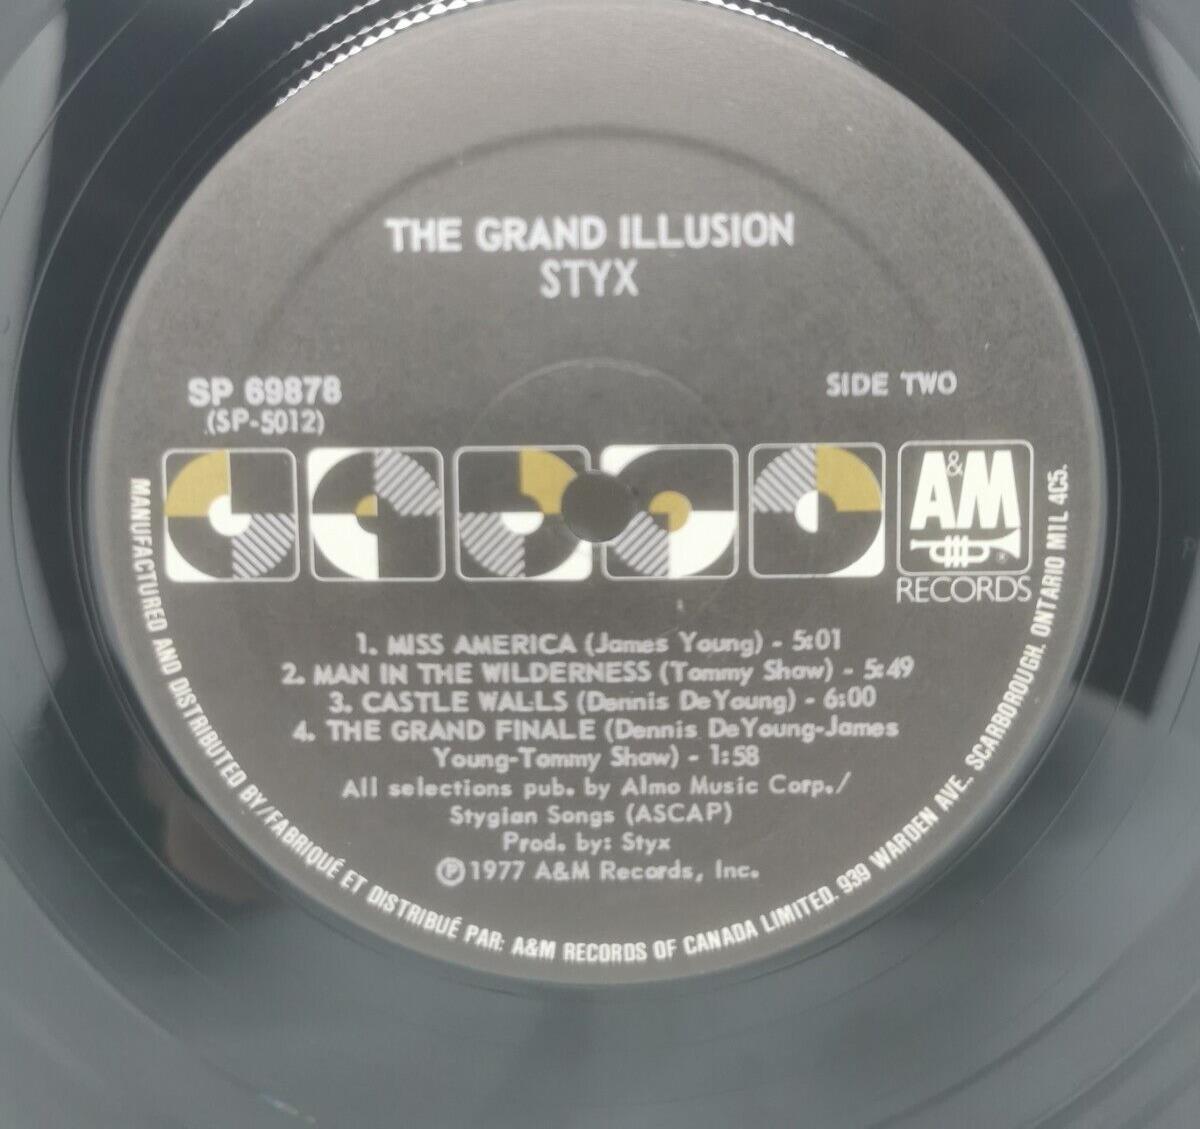 THE GRAND ILLUSION
STYX
SP 69878
(SP-5012)
SIDE TWO
A&M
RECORDS
1. MISS AMERICA (James Young) - 5:01
2. MAN IN THE WILDERNESS (Tommy Shaw) - 5:49
3. CASTLE WALLS (Dennis DeYoung) - 6:00
4. THE GRAND FINALE (Dennis DeYoung-James
Young-Tommy Shaw) - 1:58
All selections pub. by Almo Music Corp./
Stygian Songs (ASCAP)
Prod. by: Styx
Ⓟ1977 A&M Records, Inc.
MANUFACTURED AND DISTRIBUTED BY/FABRIQUÉ ET DISTRIBUÉ PAR: A&M RECORDS OF CANADA LIMITED. 939 WARDEN AVE., SCARBOROUGH. ONTARIO M1L 4C5.